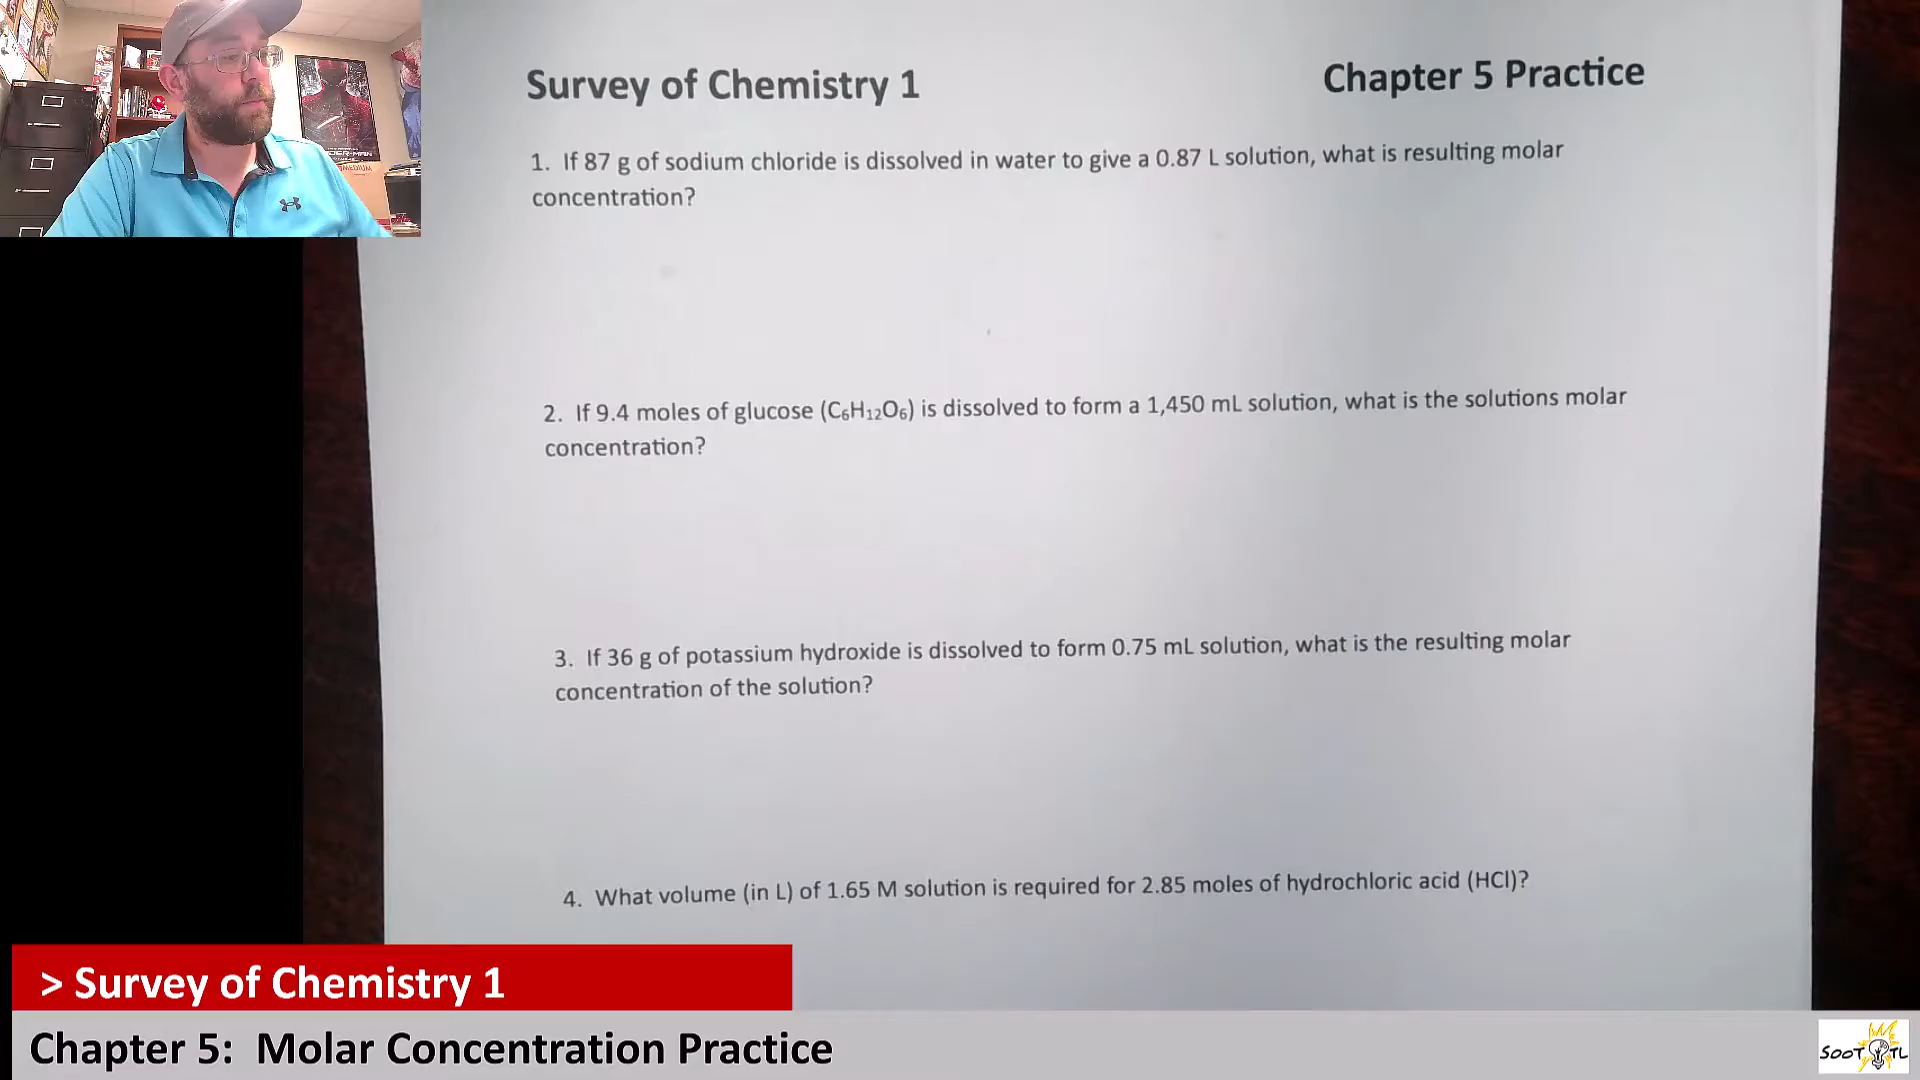 Survey of Chemistry 1
Chapter 5 Practice
1. If 87 g of sodium chloride is dissolved in water to give a 0.87 L solution, what is resulting molar
concentration?
2. If 9.4 moles of glucose (C₆H₁₂O₆) is dissolved to form a 1,450 mL solution, what is the solutions molar
concentration?
3. If 36 g of potassium hydroxide is dissolved to form 0.75 mL solution, what is the resulting molar
concentration of the solution?
4. What volume (in L) of 1.65 M solution is required for 2.85 moles of hydrochloric acid (HCl)?
> Survey of Chemistry 1
Chapter 5: Molar Concentration Practice
SOOTTL